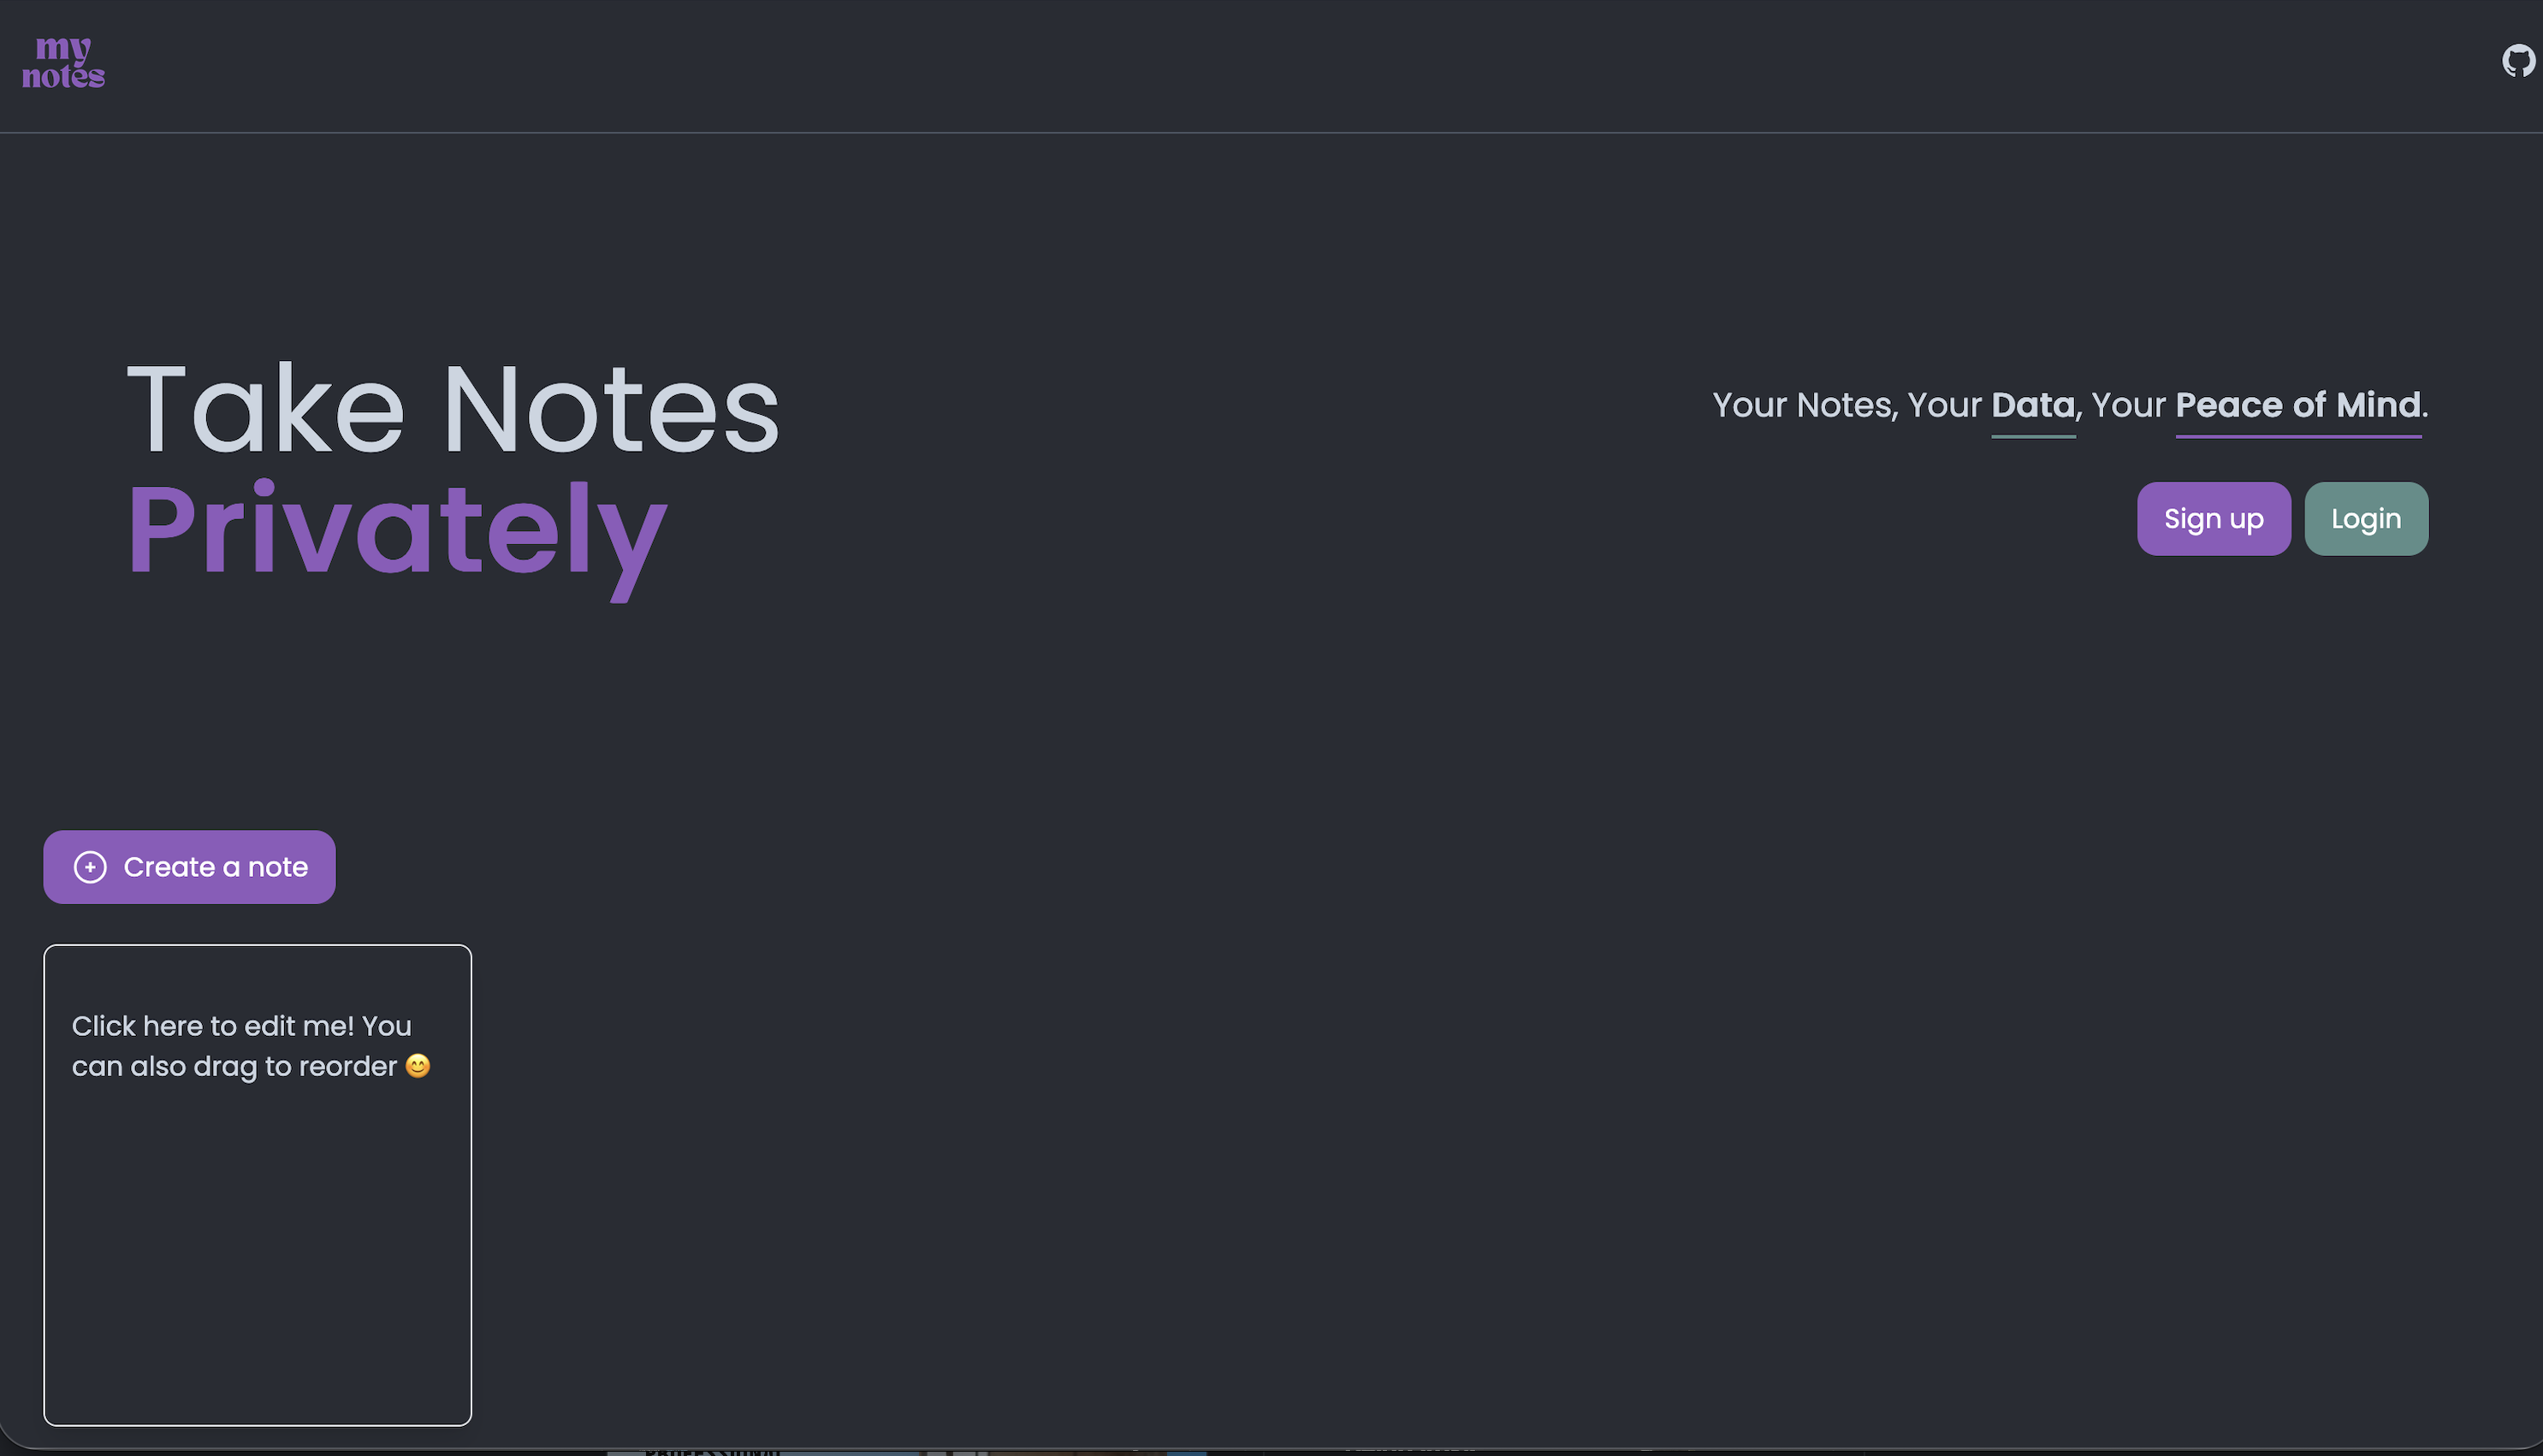 my
notes
Take Notes
Privately
Your Notes, Your Data, Your Peace of Mind.
Sign up
Login
Create a note
Click here to edit me! You
can also drag to reorder 😊